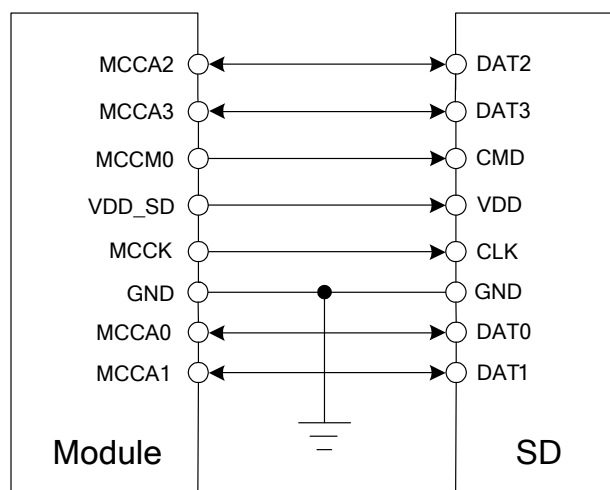 MCCA2 DAT2
MCCA3 DAT3
MCCM0 CMD
VDD_SD VDD
MCCK CLK
GND GND
MCCA0 DAT0
MCCA1 DAT1
Module SD